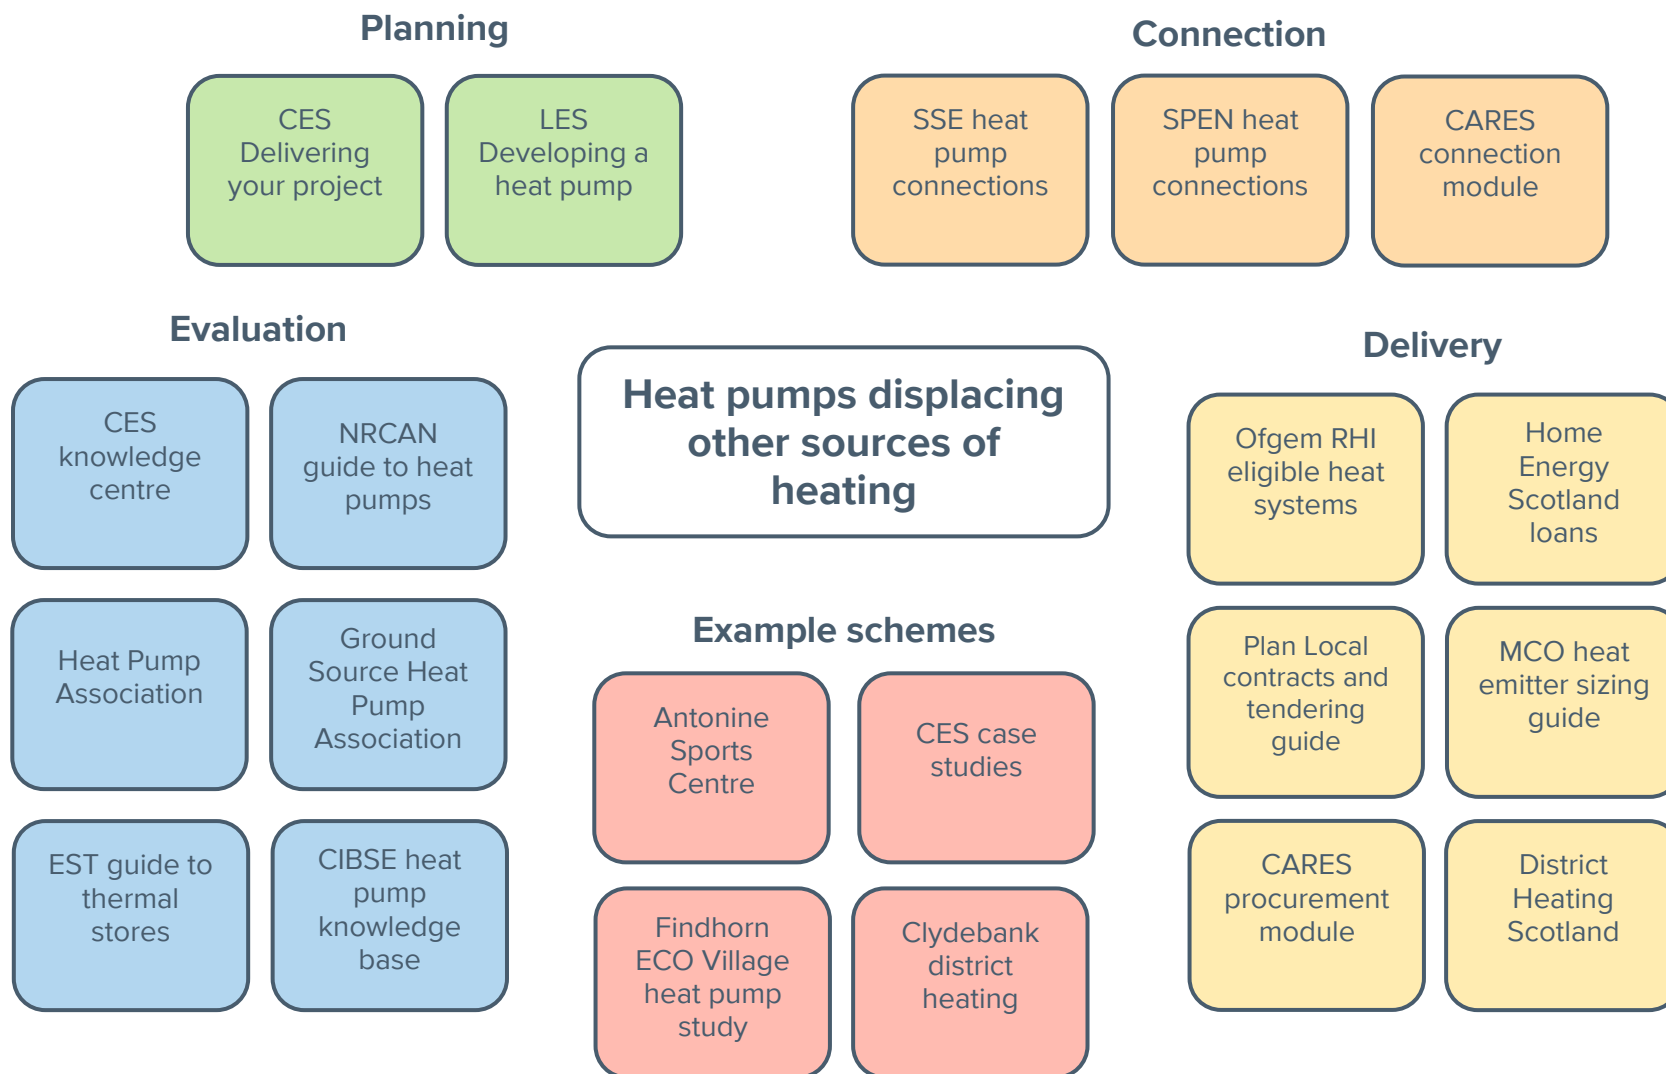 Planning
CES
Delivering
your project
LES
Developing a
heat pump
Connection
SSE heat
pump
connections
SPEN heat
pump
connections
CARES
connection
module
Evaluation
CES
knowledge
centre
NRCAN
guide to heat
pumps
Heat Pump
Association
Ground
Source Heat
Pump
Association
EST guide to
thermal
stores
CIBSE heat
pump
knowledge
base
Heat pumps displacing
other sources of
heating
Example schemes
Antonine
Sports
Centre
CES case
studies
Findhorn
ECO Village
heat pump
study
Clydebank
district
heating
Delivery
Ofgem RHI
eligible heat
systems
Home
Energy
Scotland
loans
Plan Local
contracts and
tendering
guide
MCO heat
emitter sizing
guide
CARES
procurement
module
District
Heating
Scotland